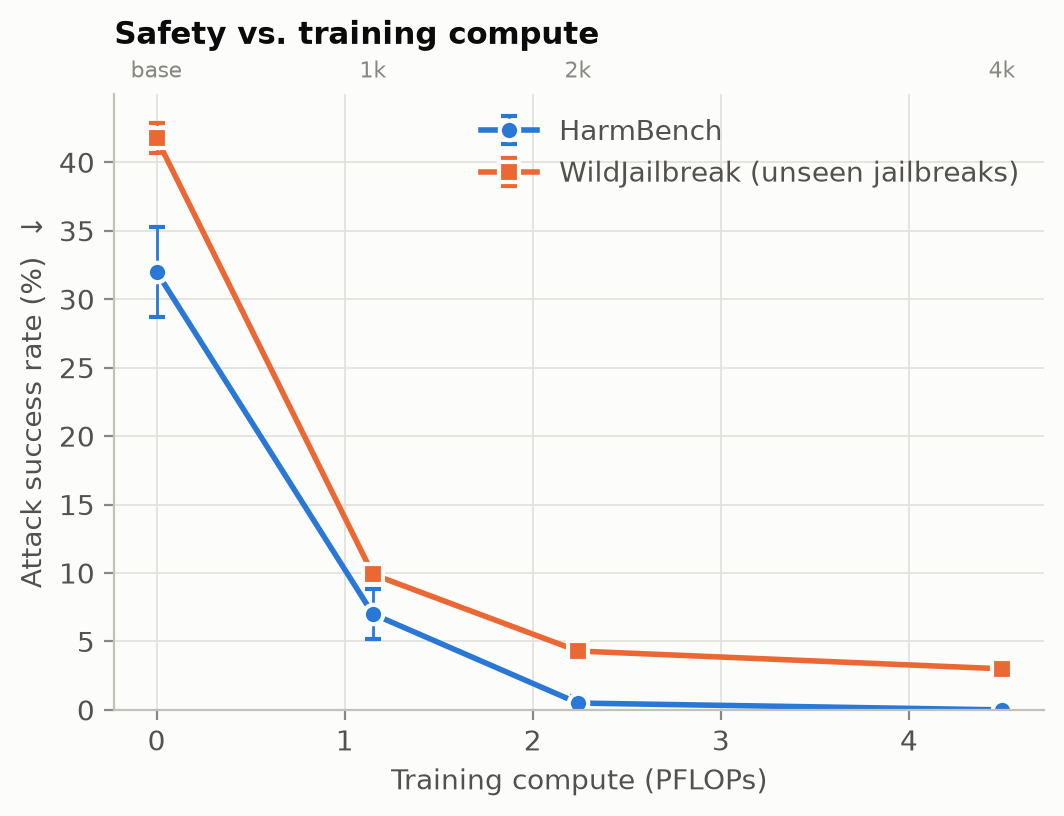 Safety vs. training compute
base 1k 2k 4k
HarmBench
WildJailbreak (unseen jailbreaks)
Attack success rate (%) ↓
40
35
30
25
20
15
10
5
0
0 1 2 3 4
Training compute (PFLOPs)